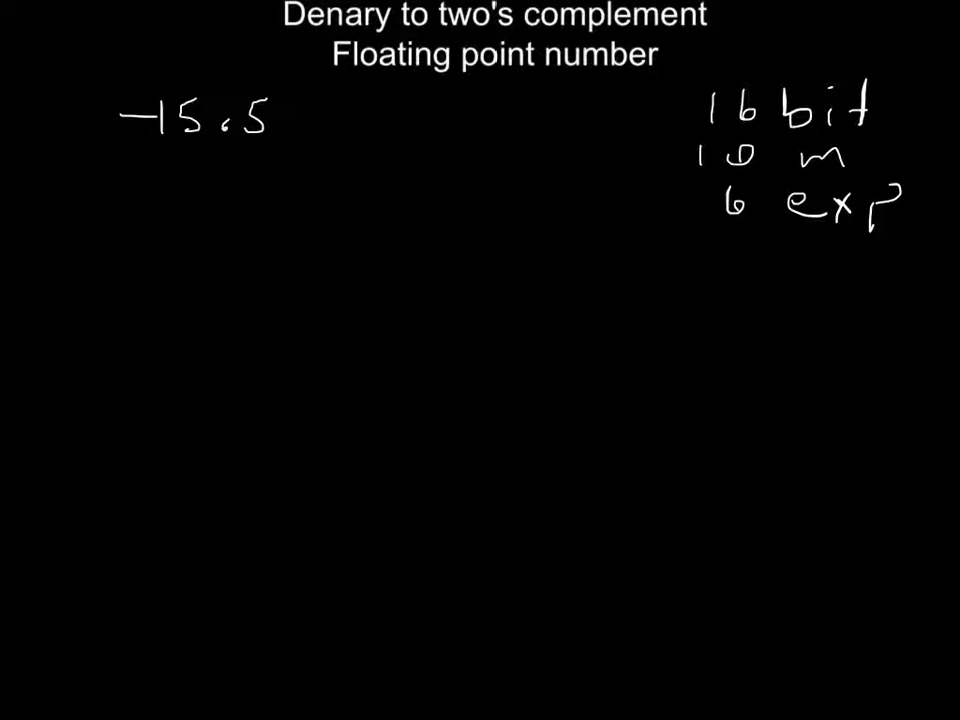 Denary to two's complement
Floating point number
-15.5
16 bit
10 m
6 exp